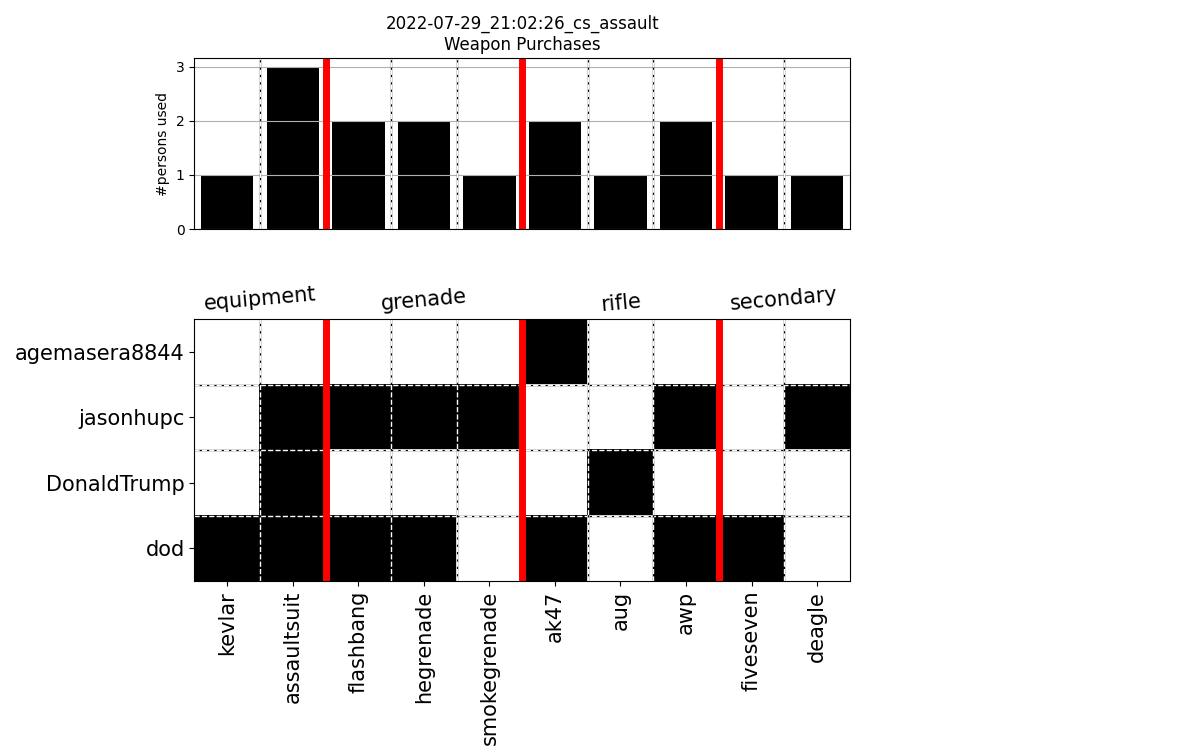 2022-07-29_21:02:26_cs_assault
Weapon Purchases
#persons used
3
2
1
0
equipment grenade rifle secondary
agemasera8844
jasonhupc
DonaldTrump
dod
kevlar
assaultsuit
flashbang
hegrenade
smokegrenade
ak47
aug
awp
fiveseven
deagle